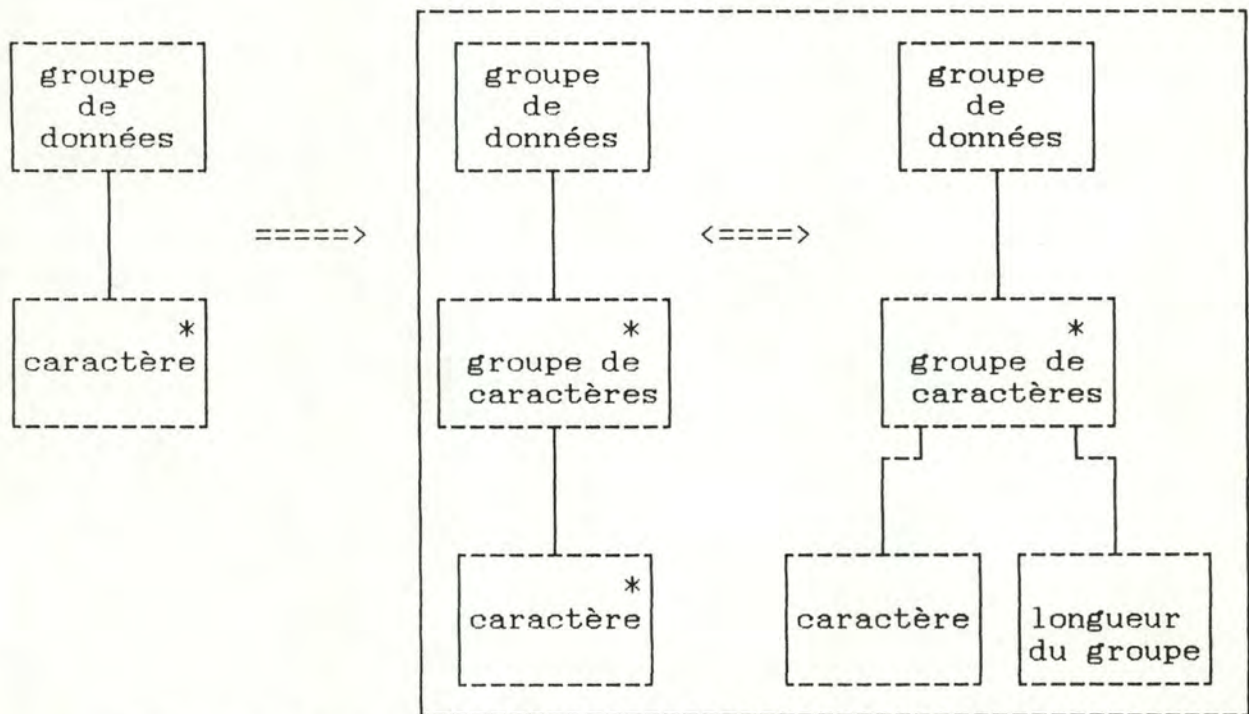 groupe
de
données
groupe
de
données
groupe
de
données
=====>
<====>
*
caractère
*
groupe de
caractères
*
groupe de
caractères
*
caractère
caractère
longueur
du groupe